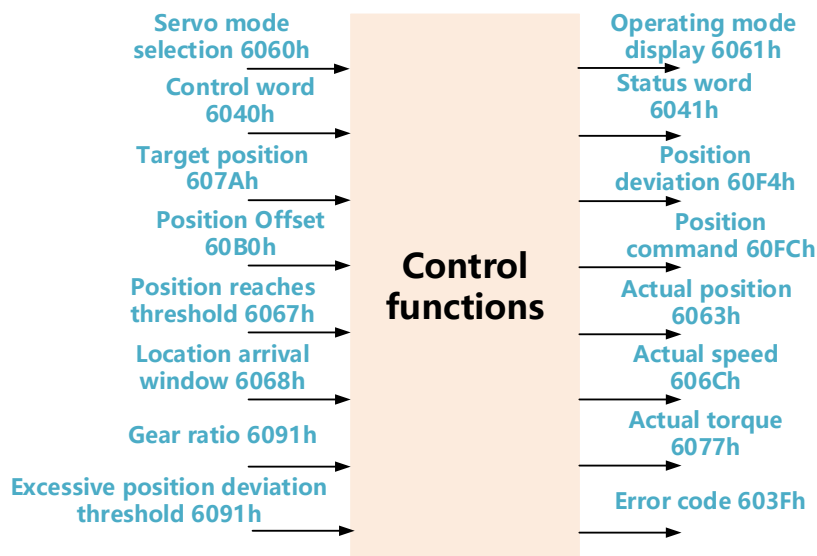 Servo mode
selection 6060h
Control word
6040h
Target position
607Ah
Position Offset
60B0h
Position reaches
threshold 6067h
Location arrival
window 6068h
Gear ratio 6091h
Excessive position deviation
threshold 6091h
Control
functions
Operating mode
display 6061h
Status word
6041h
Position
deviation 60F4h
Position
command 60FCh
Actual position
6063h
Actual speed
606Ch
Actual torque
6077h
Error code 603Fh